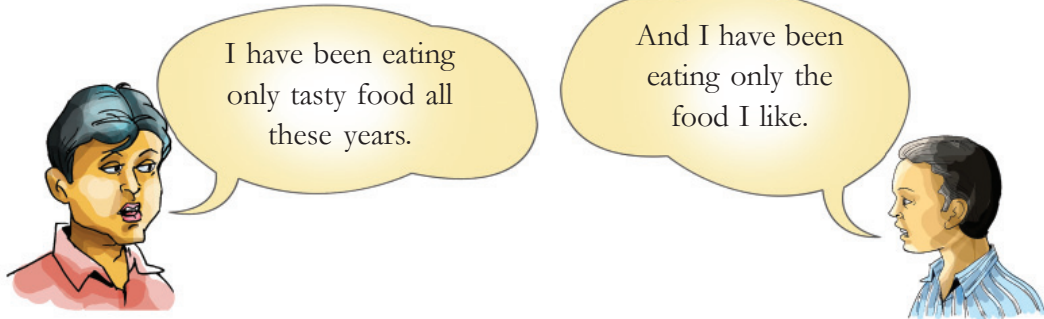 I have been eating
only tasty food all
these years.
And I have been
eating only the
food I like.